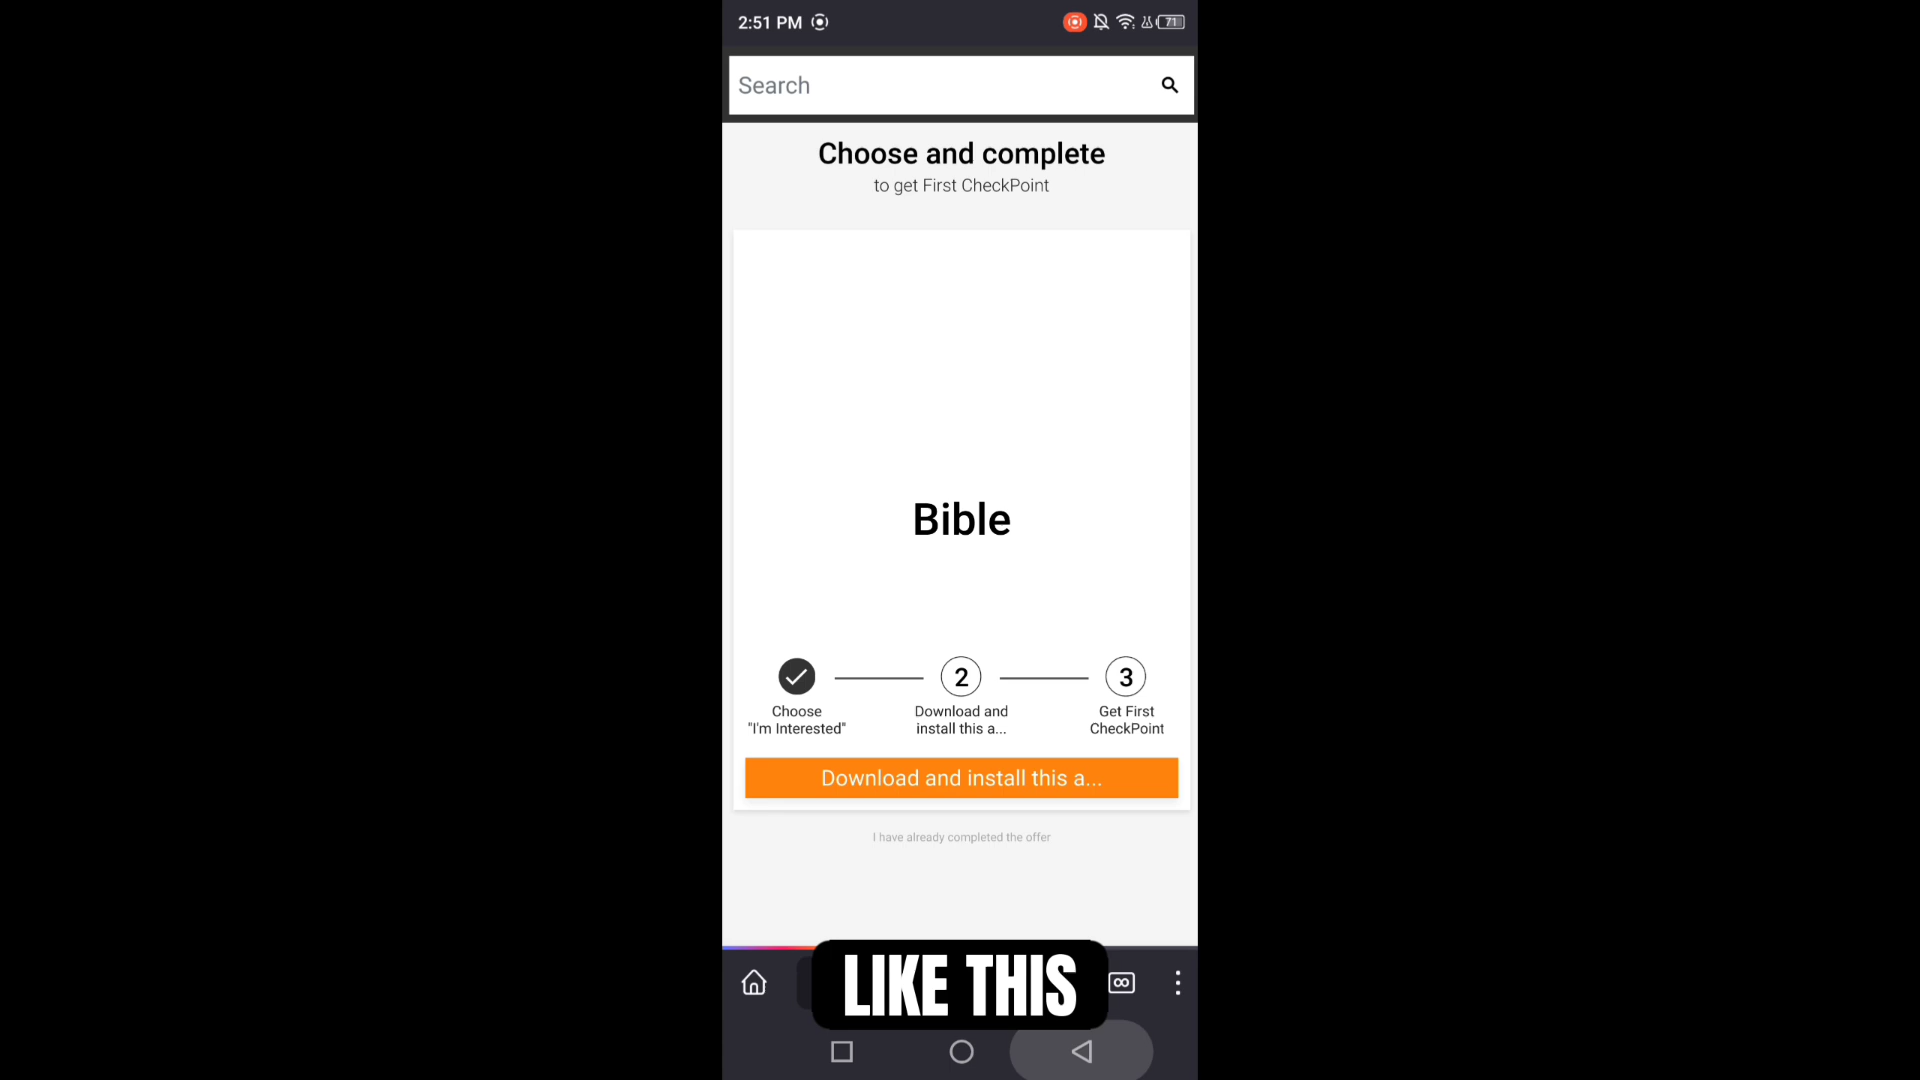 2:51 PM
71
Search
Choose and complete
to get First CheckPoint
Bible
2
3
Choose
"I'm Interested"
Download and
install this a...
Get First
CheckPoint
Download and install this a...
I have already completed the offer
LIKE THIS